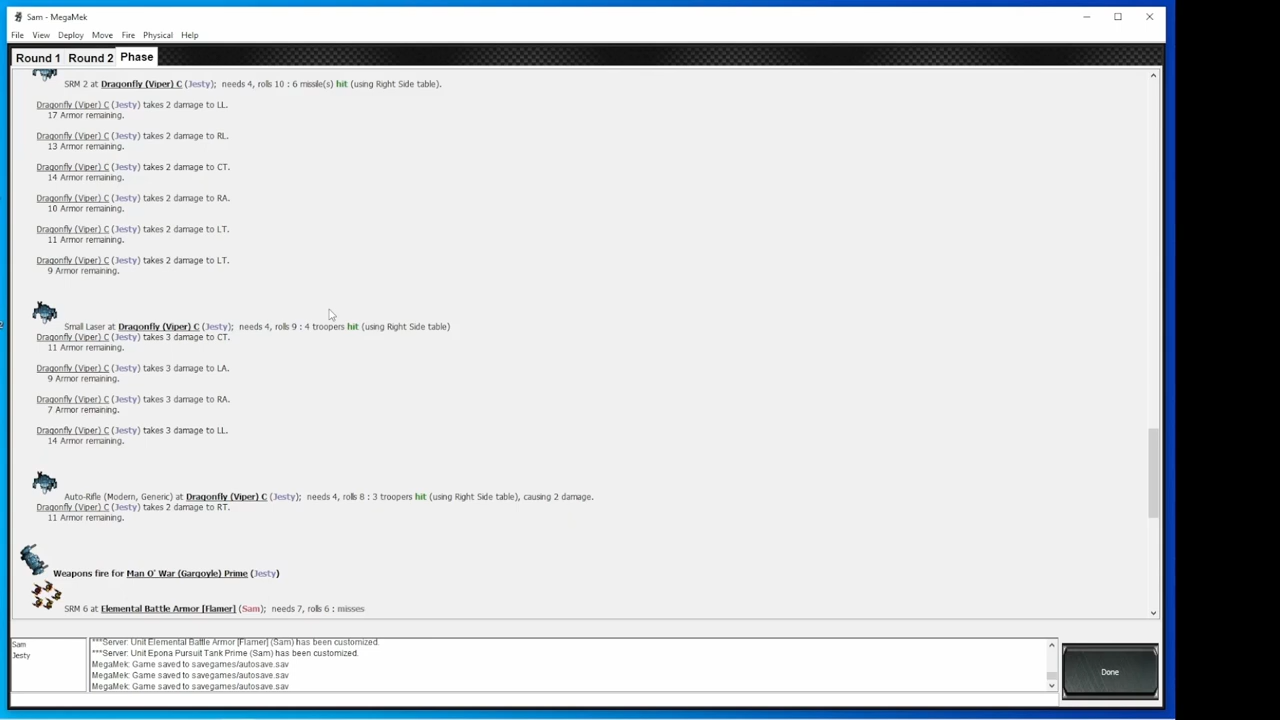 Sam - MegaMek
File View Deploy Move Fire Physical Help
Round 1 Round 2 Phase
SRM 2 at Dragonfly (Viper) C (Jesty); needs 4, rolls 10 : 6 missile(s) hit (using Right Side table).
Dragonfly (Viper) C (Jesty) takes 2 damage to LL.
17 Armor remaining.
Dragonfly (Viper) C (Jesty) takes 2 damage to RL.
13 Armor remaining.
Dragonfly (Viper) C (Jesty) takes 2 damage to CT.
14 Armor remaining.
Dragonfly (Viper) C (Jesty) takes 2 damage to RA.
10 Armor remaining.
Dragonfly (Viper) C (Jesty) takes 2 damage to LT.
11 Armor remaining.
Dragonfly (Viper) C (Jesty) takes 2 damage to LT.
9 Armor remaining.
Small Laser at Dragonfly (Viper) C (Jesty); needs 4, rolls 9 : 4 troopers hit (using Right Side table)
Dragonfly (Viper) C (Jesty) takes 3 damage to CT.
11 Armor remaining.
Dragonfly (Viper) C (Jesty) takes 3 damage to LA.
9 Armor remaining.
Dragonfly (Viper) C (Jesty) takes 3 damage to RA.
7 Armor remaining.
Dragonfly (Viper) C (Jesty) takes 3 damage to LL.
14 Armor remaining.
Auto-Rifle (Modern, Generic) at Dragonfly (Viper) C (Jesty); needs 4, rolls 8 : 3 troopers hit (using Right Side table), causing 2 damage.
Dragonfly (Viper) C (Jesty) takes 2 damage to RT.
11 Armor remaining.
Weapons fire for Man O' War (Gargoyle) Prime (Jesty)
SRM 6 at Elemental Battle Armor [Flamer] (Sam); needs 7, rolls 6 : misses
Sam
Jesty
***Server: Unit Elemental Battle Armor [Flamer] (Sam) has been customized.
***Server: Unit Epona Pursuit Tank Prime (Sam) has been customized.
MegaMek: Game saved to savegames/autosave.sav
MegaMek: Game saved to savegames/autosave.sav
MegaMek: Game saved to savegames/autosave.sav
Done